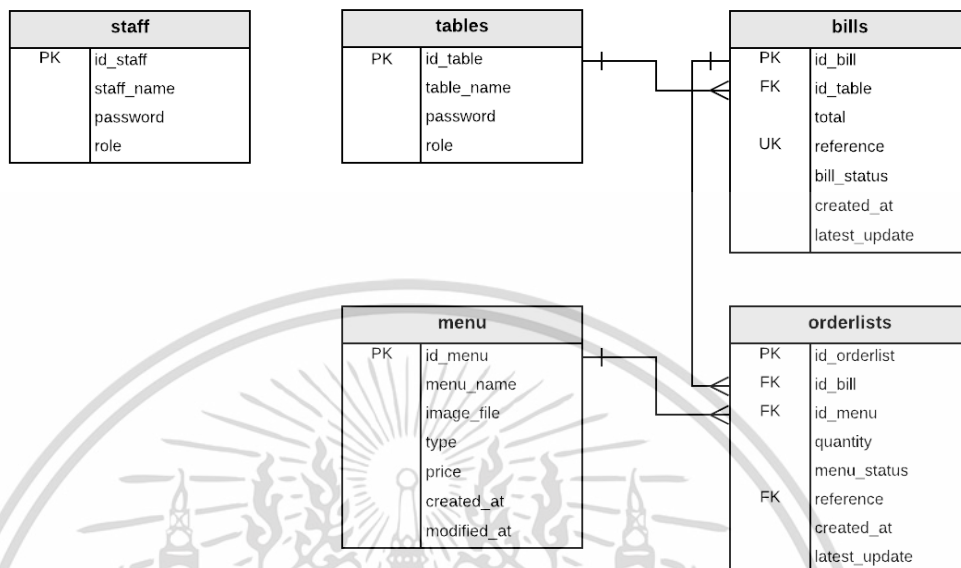 staff
PK id_staff
staff_name
password
role
tables
PK id_table
table_name
password
role
bills
PK id_bill
FK id_table
total
UK reference
bill_status
created_at
latest_update
menu
PK id_menu
menu_name
image_file
type
price
created_at
modified_at
orderlists
PK id_orderlist
FK id_bill
FK id_menu
quantity
menu_status
FK reference
created_at
latest_update